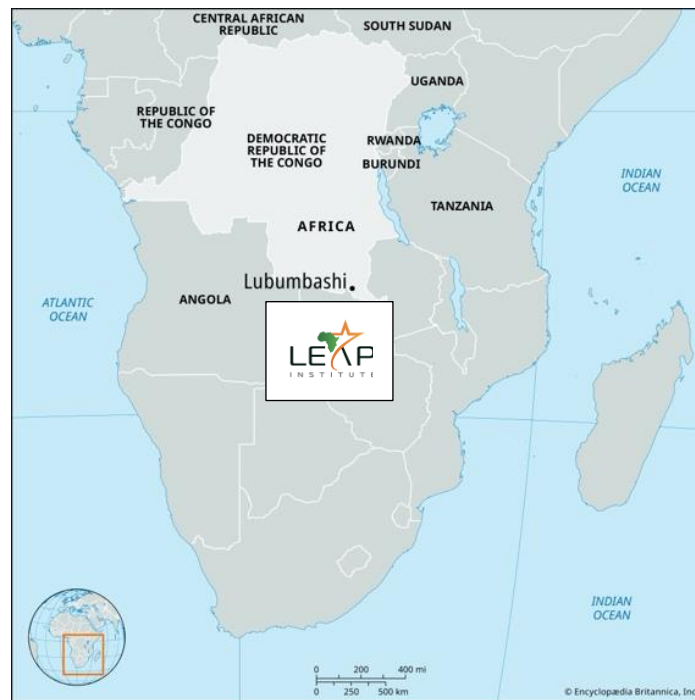 CENTRAL AFRICAN
REPUBLIC
SOUTH SUDAN
UGANDA
REPUBLIC OF
THE CONGO
DEMOCRATIC
REPUBLIC OF
THE CONGO
RWANDA
BURUNDI
INDIAN
OCEAN
TANZANIA
AFRICA
Lubumbashi
ATLANTIC
OCEAN
ANGOLA
LEAP
INSTITUTE
INDIAN
OCEAN
0 200 400 mi
0 250 500 km
© Encyclopædia Britannica, Inc